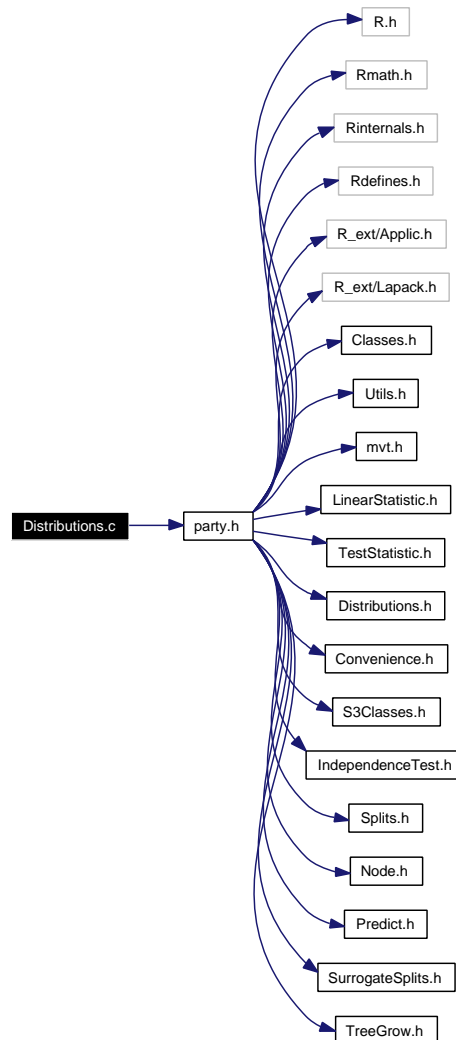 R.h
Rmath.h
Rinternals.h
Rdefines.h
R_ext/Applic.h
R_ext/Lapack.h
Classes.h
Utils.h
mvt.h
LinearStatistic.h
Distributions.c
party.h
TestStatistic.h
Distributions.h
Convenience.h
S3Classes.h
IndependenceTest.h
Splits.h
Node.h
Predict.h
SurrogateSplits.h
TreeGrow.h